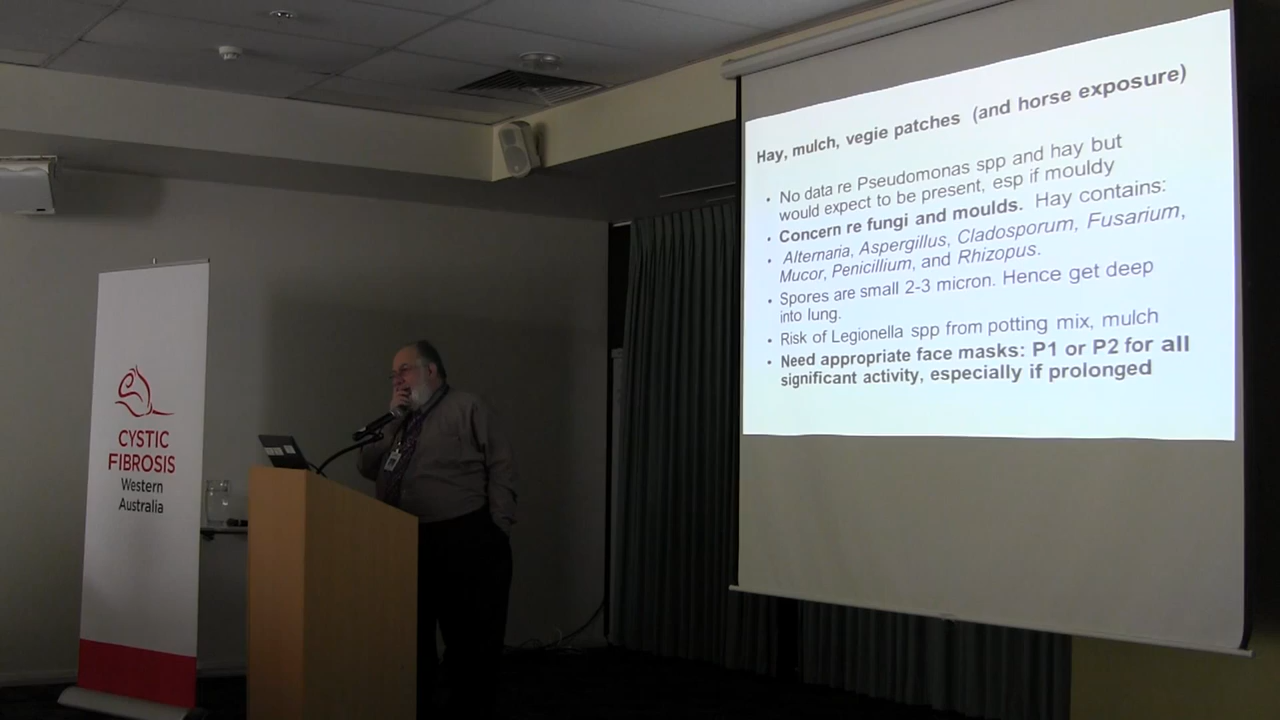 Hay, mulch, vegie patches (and horse exposure)
• No data re Pseudomonas spp and hay but
would expect to be present, esp if mouldy
• Concern re fungi and moulds. Hay contains:
• Alternaria, Aspergillus, Cladosporum, Fusarium,
Mucor, Penicillium, and Rhizopus.
• Spores are small 2-3 micron. Hence get deep
into lung.
• Risk of Legionella spp from potting mix, mulch
• Need appropriate face masks: P1 or P2 for all
significant activity, especially if prolonged
CYSTIC
FIBROSIS
Western
Australia